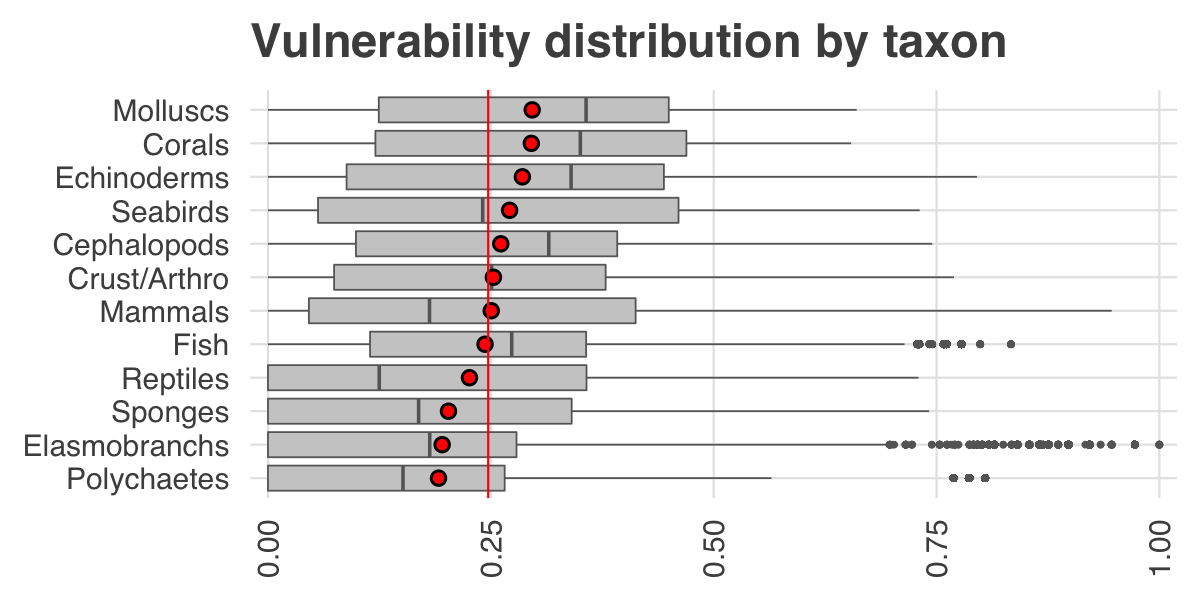 Vulnerability distribution by taxon
Molluscs
Corals
Echinoderms
Seabirds
Cephalopods
Crust/Arthro
Mammals
Fish
Reptiles
Sponges
Elasmobranchs
Polychaetes
0.00
0.25
0.50
0.75
1.00